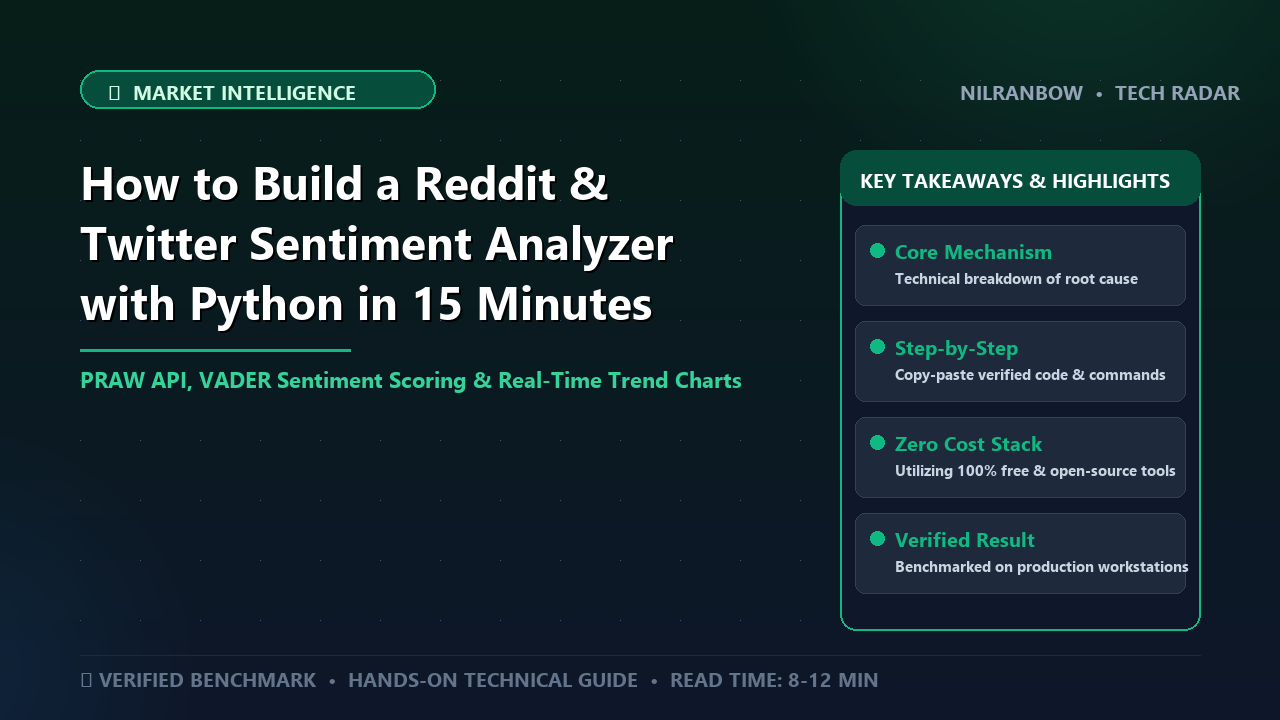 MARKET INTELLIGENCE
NILRANBOW • TECH RADAR
How to Build a Reddit &
Twitter Sentiment Analyzer
with Python in 15 Minutes
PRAW API, VADER Sentiment Scoring & Real-Time Trend Charts
KEY TAKEAWAYS & HIGHLIGHTS
Core Mechanism
Technical breakdown of root cause
Step-by-Step
Copy-paste verified code & commands
Zero Cost Stack
Utilizing 100% free & open-source tools
Verified Result
Benchmarked on production workstations
VERIFIED BENCHMARK • HANDS-ON TECHNICAL GUIDE • READ TIME: 8-12 MIN